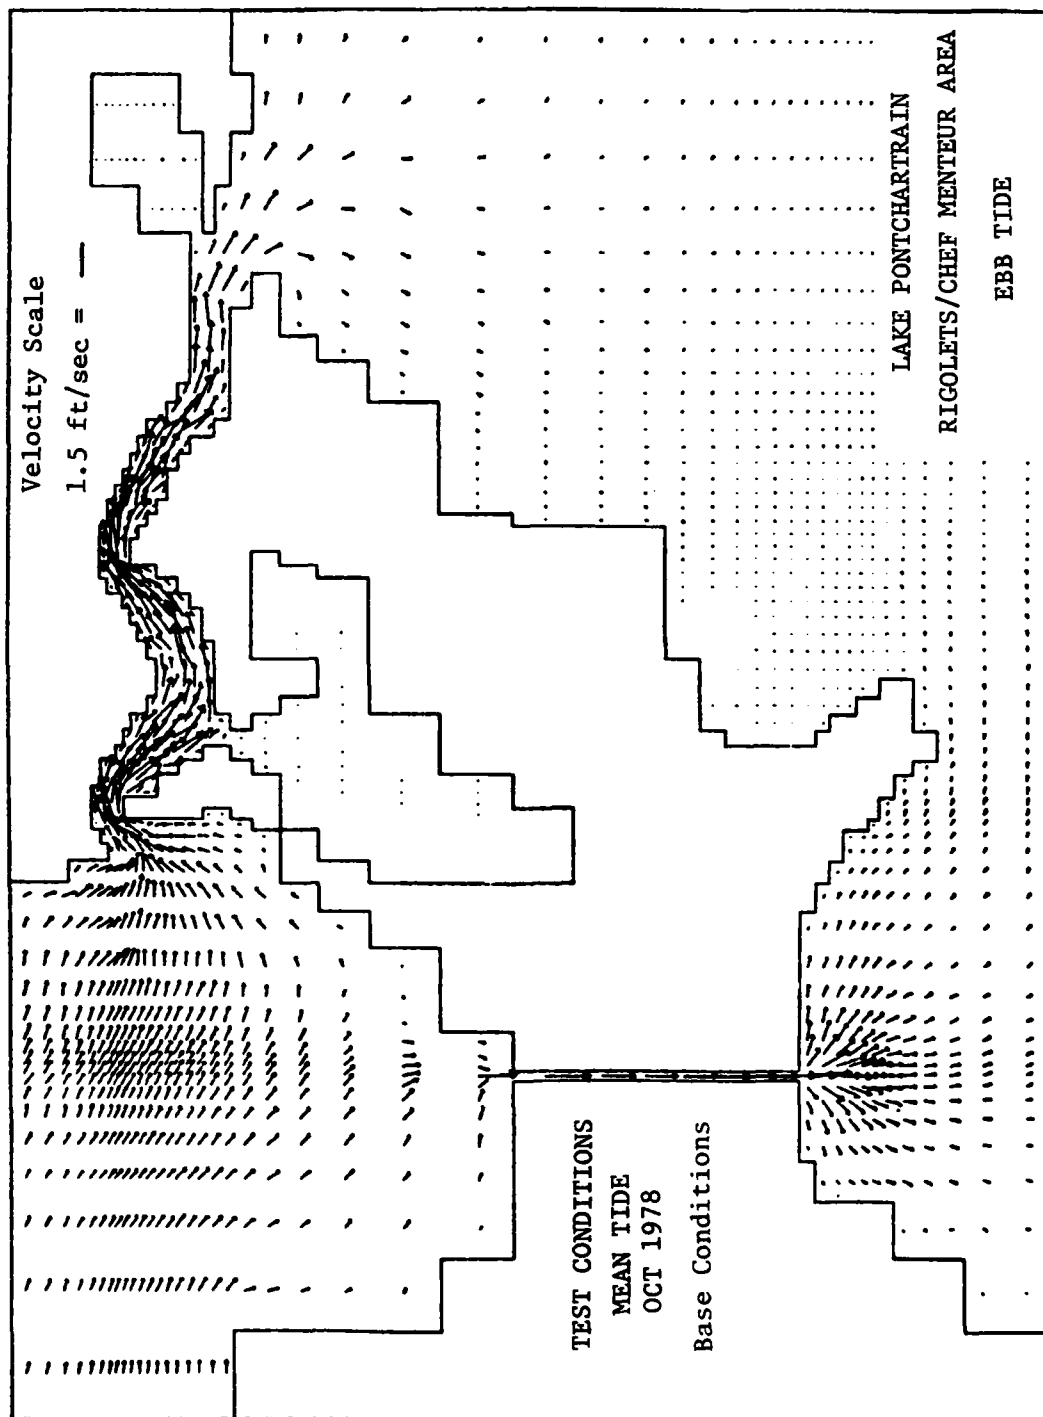 Velocity Scale
1.5 ft/sec =
TEST CONDITIONS
MEAN TIDE
OCT 1978
Base Conditions
LAKE PONTCHARTRAIN
RIGOLETS/CHEF MENTEUR AREA
EBB TIDE